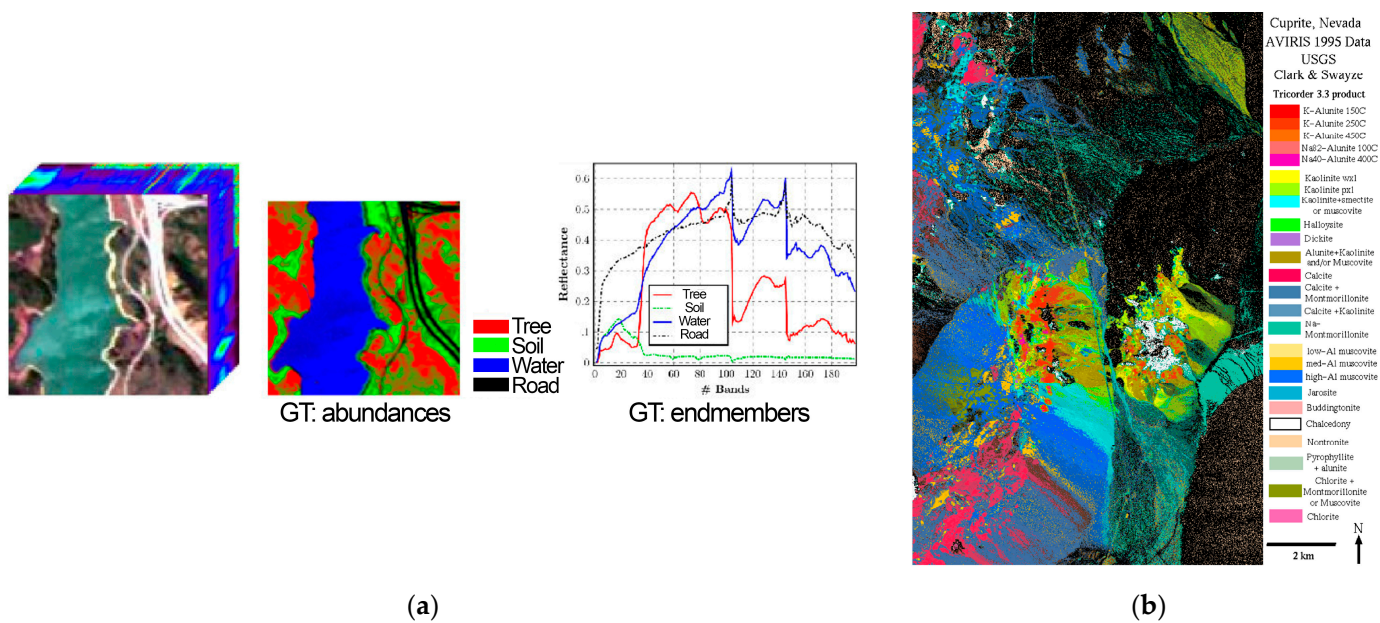 Tree
Soil
Water
Road
GT: abundances
Reflectance
0.6
0.5
0.4
0.3
0.2
0.1
0
Tree
Soil
Water
Road
0 20 40 60 80 100 120 140 160 180
# Bands
GT: endmembers
(a)
Cuprite, Nevada
AVIRIS 1995 Data
USGS
Clark & Swayze
Tricorder 3.3 product
K-Alunite 150C
K-Alunite 250C
K-Alunite 450C
Na82-Alunite 100C
Na40-Alunite 400C
Kaolinite wxl
Kaolinite pxl
Kaolinite+smectite
or muscovite
Halloysite
Dickite
Alunite+Kaolinite
and/or Muscovite
Calcite
Calcite +
Montmorillonite
Calcite +Kaolinite
Na-
Montmorillonite
low-Al muscovite
med-Al muscovite
high-Al muscovite
Jarosite
Buddingtonite
Chalcedony
Nontronite
Pyrophyllite
+ alunite
Chlorite +
Montmorillonite
or Muscovite
Chlorite
N
2 km
(b)